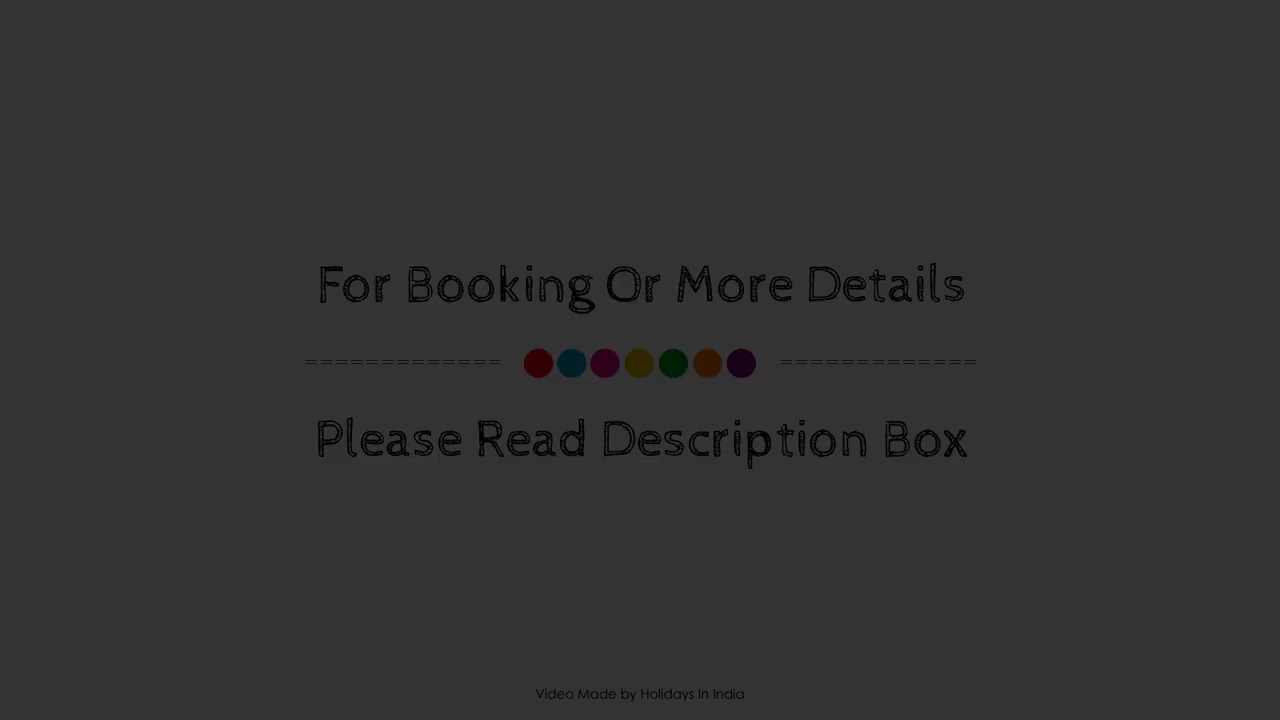 For Booking Or More Details
============= =============
Please Read Description Box
Video Made by Holidays In India